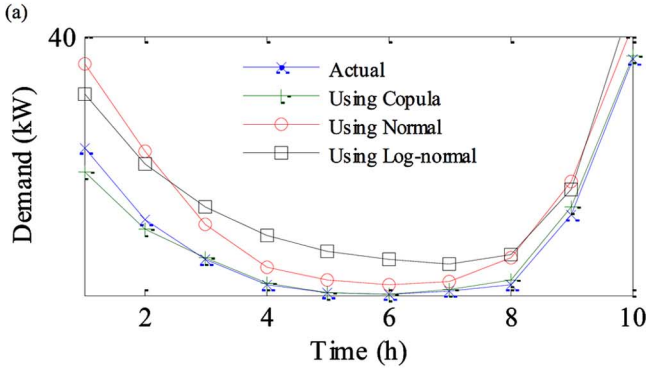 (a)
40
Demand (kW)
Actual
Using Copula
Using Normal
Using Log-normal
2 4 6 8 10
Time (h)